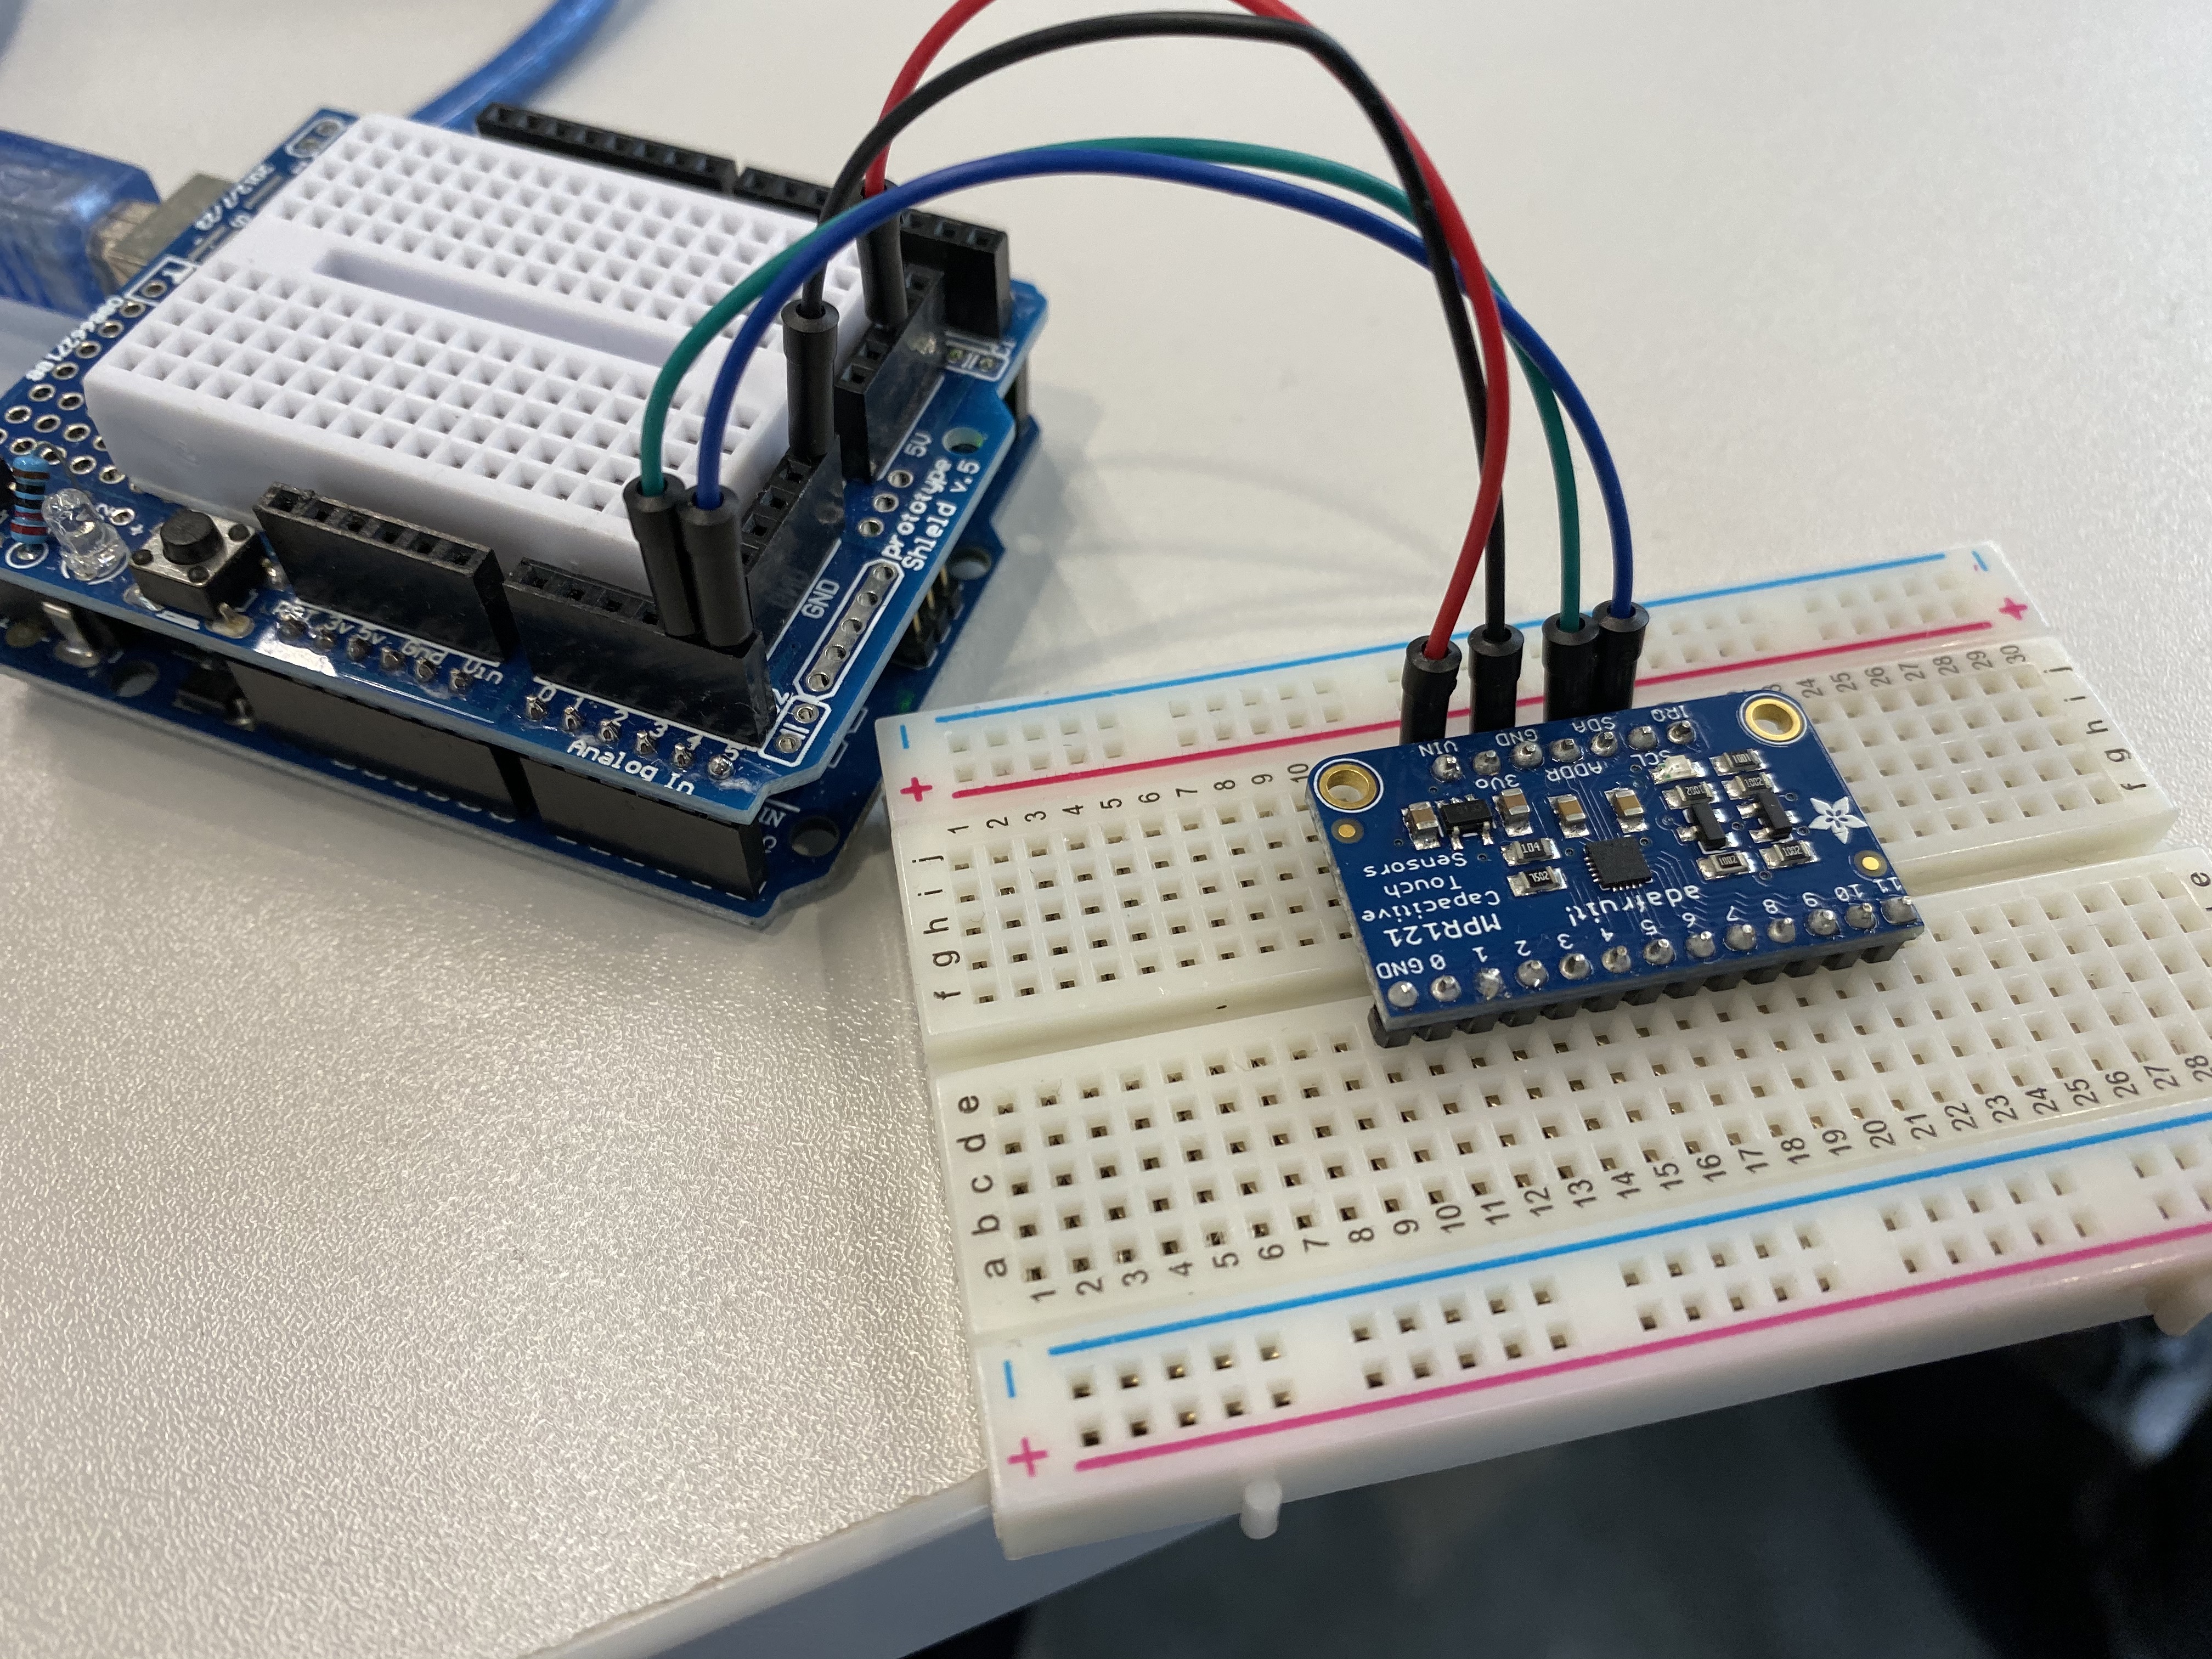 prototype
Shield v.5
5V
GND
RST 3v 5v Gnd Vin
0 1 2 3 4 5
Analog In
VIN
3Vo
GND
ADDR
SDA
SCL
IRQ
MPR121
Capacitive
Touch
Sensors
adafruit!
GND 0 1 2 3 4 5 6 7 8 9 10 11
- +
- +
1 2 3 4 5 6 7 8 9 10
24 25 26 27 28 29 30
j i h g f
j i h g f
e
e d c b a
1 2 3 4 5 6 7 8 9 10 11 12 13 14 15 16 17 18 19 20 21 22 23 24 25 26 27 28
- +